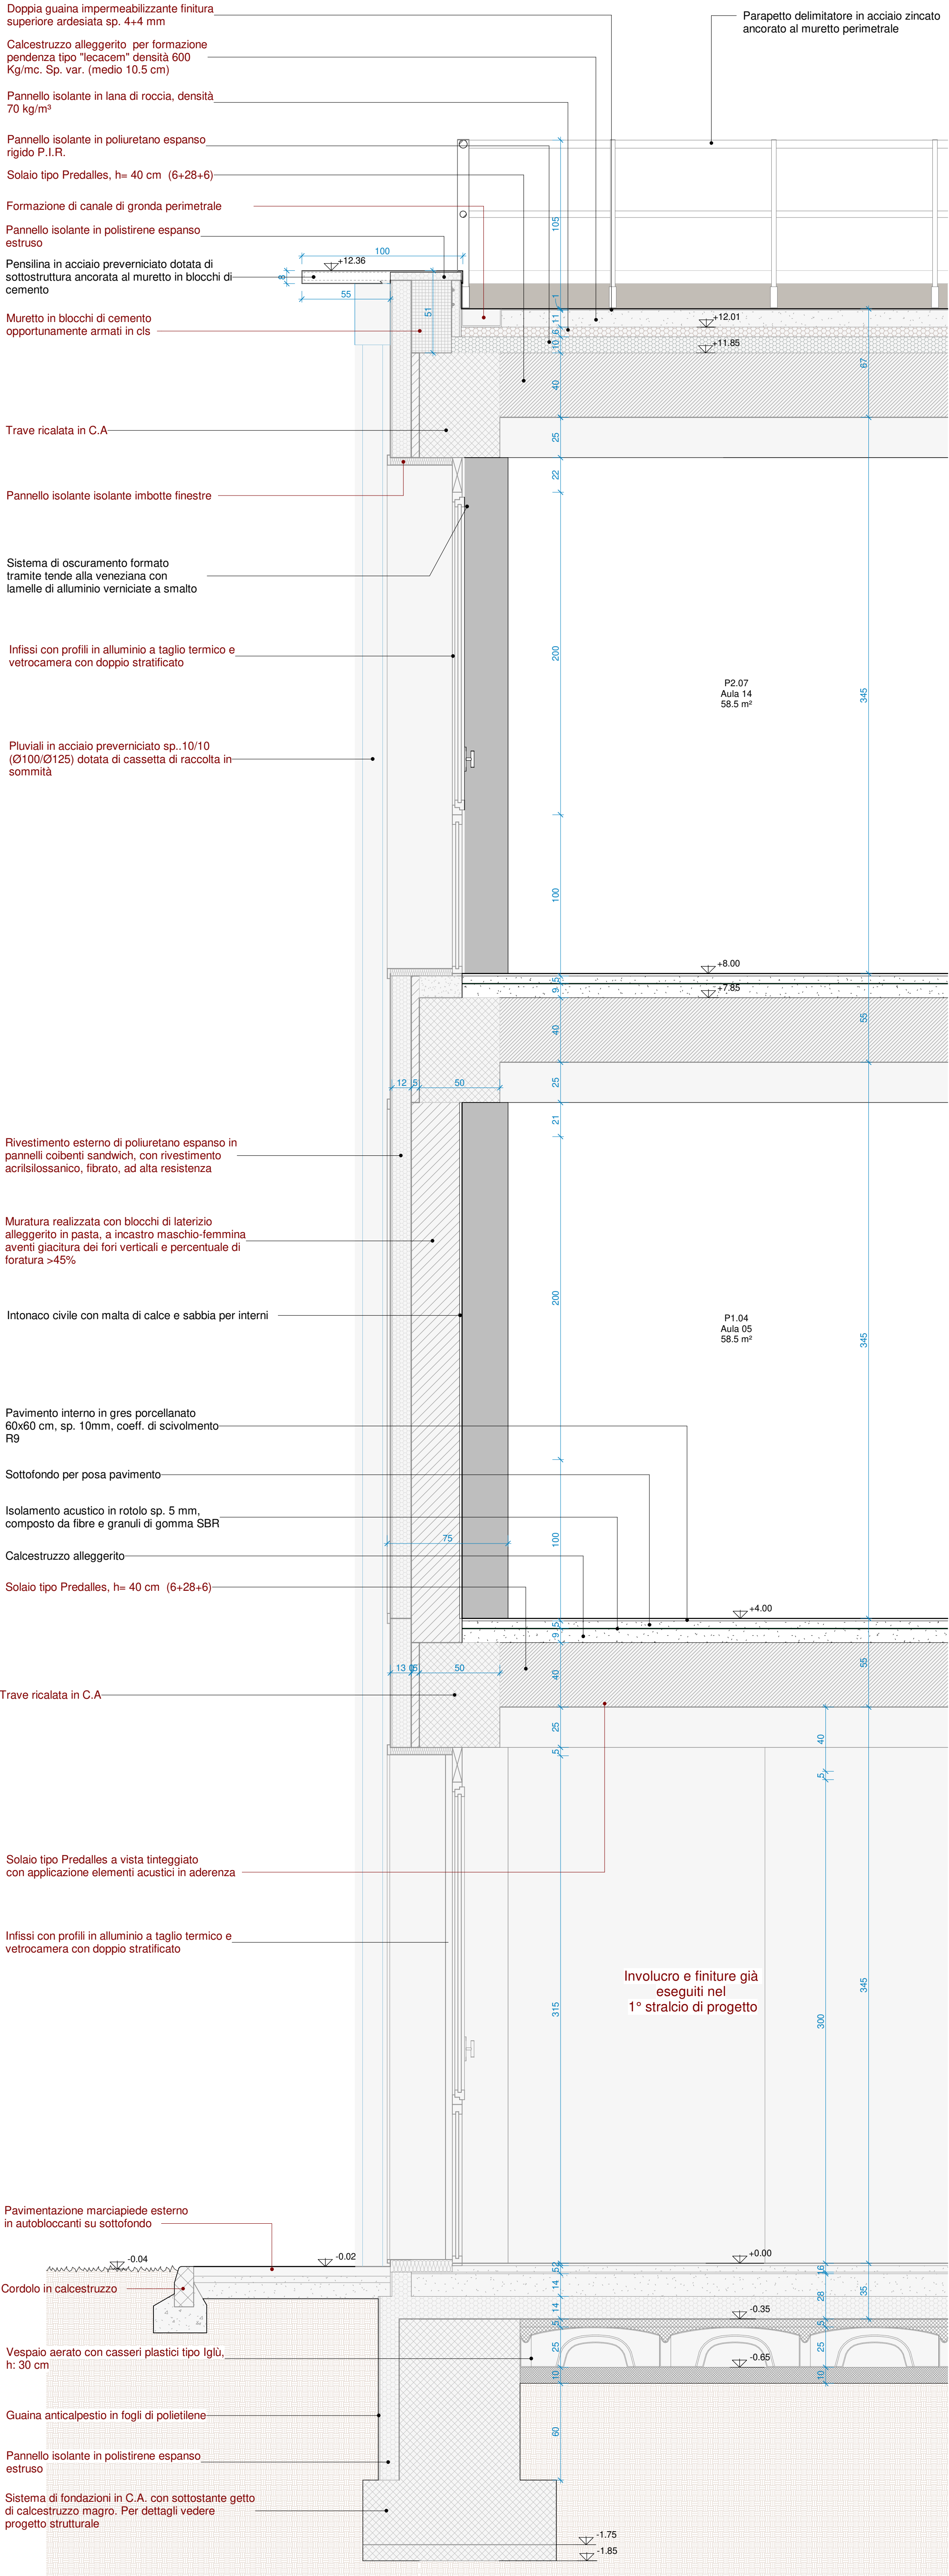 Doppia guaina impermeabilizzante finitura
superiore ardesiata sp. 4+4 mm
Parapetto delimitatore in acciaio zincato
ancorato al muretto perimetrale
Calcestruzzo alleggerito per formazione
pendenza tipo "lecacem" densità 600
Kg/mc. Sp. var. (medio 10.5 cm)
Pannello isolante in lana di roccia, densità
70 kg/m³
Pannello isolante in poliuretano espanso
rigido P.I.R.
Solaio tipo Predalles, h= 40 cm (6+28+6)
Formazione di canale di gronda perimetrale
105
Pannello isolante in polistirene espanso
estruso
100
Pensilina in acciaio preverniciato dotata di
sottostruttura ancorata al muretto in blocchi di
cemento
+12.36
8
55
51
1
11
6
10
+12.01
+11.85
Muretto in blocchi di cemento
opportunamente armati in cls
67
40
Trave ricalata in C.A
25
22
Pannello isolante isolante imbotte finestre
Sistema di oscuramento formato
tramite tende alla veneziana con
lamelle di alluminio verniciate a smalto
Infissi con profili in alluminio a taglio termico e
vetrocamera con doppio stratificato
200
P2.07
Aula 14
58.5 m²
345
Pluviali in acciaio preverniciato sp..10/10
(Ø100/Ø125) dotata di cassetta di raccolta in
sommità
100
+8.00
5
9
+7.85
55
40
12
5
50
25
21
Rivestimento esterno di poliuretano espanso in
pannelli coibenti sandwich, con rivestimento
acrilsilossanico, fibrato, ad alta resistenza
Muratura realizzata con blocchi di laterizio
alleggerito in pasta, a incastro maschio-femmina
aventi giacitura dei fori verticali e percentuale di
foratura >45%
200
Intonaco civile con malta di calce e sabbia per interni
P1.04
Aula 05
58.5 m²
345
Pavimento interno in gres porcellanato
60x60 cm, sp. 10mm, coeff. di scivolmento
R9
Sottofondo per posa pavimento
Isolamento acustico in rotolo sp. 5 mm,
composto da fibre e granuli di gomma SBR
75
100
Calcestruzzo alleggerito
Solaio tipo Predalles, h= 40 cm (6+28+6)
+4.00
5
9
55
40
13
50
Trave ricalata in C.A
25
5
40
5
Solaio tipo Predalles a vista tinteggiato
con applicazione elementi acustici in aderenza
Infissi con profili in alluminio a taglio termico e
vetrocamera con doppio stratificato
Involucro e finiture già
eseguiti nel
1° stralcio di progetto
315
300
345
Pavimentazione marciapiede esterno
in autobloccanti su sottofondo
-0.04
-0.02
+0.00
Cordolo in calcestruzzo
14
28
35
14
-0.35
5
5
Vespaio aerato con casseri plastici tipo Iglù,
h: 30 cm
25
25
-0.65
10
10
Guaina anticalpestio in fogli di polietilene
60
Pannello isolante in polistirene espanso
estruso
Sistema di fondazioni in C.A. con sottostante getto
di calcestruzzo magro. Per dettagli vedere
progetto strutturale
-1.75
-1.85